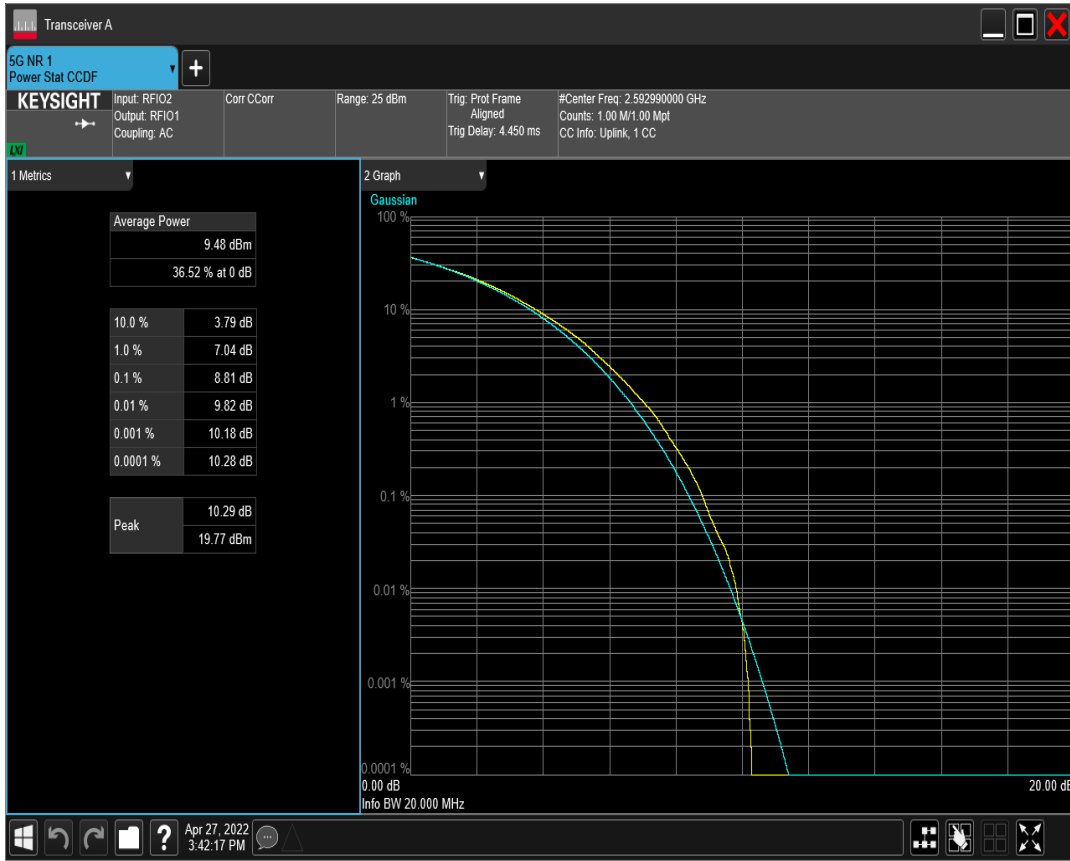 Transceiver A
5G NR 1
Power Stat CCDF
KEYSIGHT
LXI
Input: RFIO2
Output: RFIO1
Coupling: AC
Corr CCorr
Range: 25 dBm
Trig: Prot Frame
Aligned
Trig Delay: 4.450 ms
#Center Freq: 2.592990000 GHz
Counts: 1.00 M/1.00 Mpt
CC Info: Uplink, 1 CC
1 Metrics
Average Power
9.48 dBm
36.52 % at 0 dB
10.0 % 3.79 dB
1.0 % 7.04 dB
0.1 % 8.81 dB
0.01 % 9.82 dB
0.001 % 10.18 dB
0.0001 % 10.28 dB
Peak
10.29 dB
19.77 dBm
2 Graph
Gaussian
100 %
10 %
1 %
0.1 %
0.01 %
0.001 %
0.0001 %
0.00 dB 20.00 dB
Info BW 20.000 MHz
Apr 27, 2022
3:42:17 PM